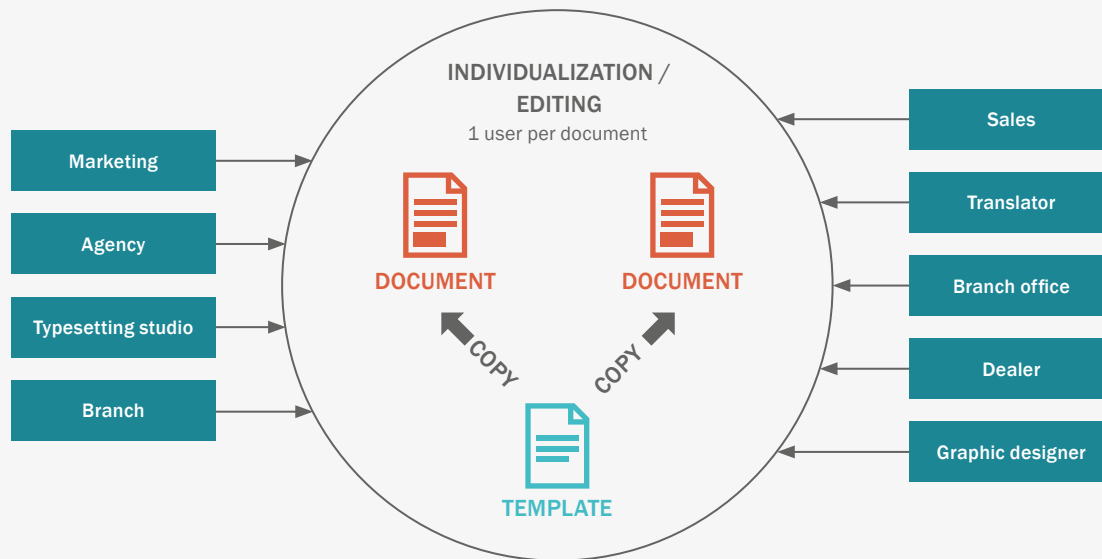 INDIVIDUALIZATION /
EDITING
1 user per document
Marketing
Agency
Typesetting studio
Branch
DOCUMENT
DOCUMENT
COPY
COPY
TEMPLATE
Sales
Translator
Branch office
Dealer
Graphic designer